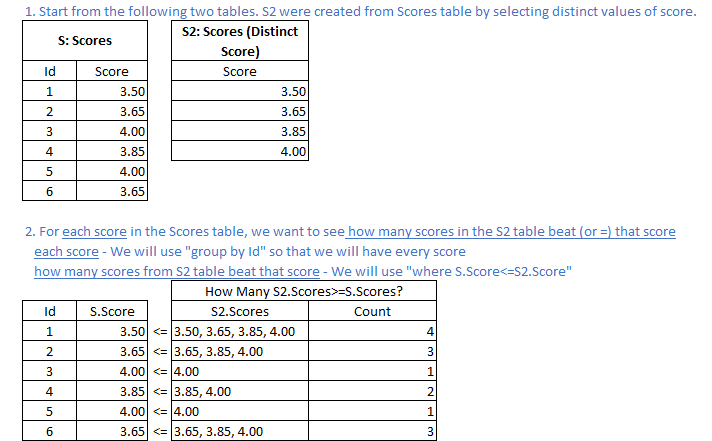 1. Start from the following two tables. S2 were created from Scores table by selecting distinct values of score.
S: Scores
S2: Scores (Distinct
Score)
Id Score
Score
1 3.50
2 3.65
3 4.00
4 3.85
5 4.00
6 3.65
3.50
3.65
3.85
4.00
2. For each score in the Scores table, we want to see how many scores in the S2 table beat (or =) that score
each score - We will use "group by Id" so that we will have every score
how many scores from S2 table beat that score - We will use "where S.Score<=S2.Score"
How Many S2.Scores>=S.Scores?
Id S.Score S2.Scores Count
1 3.50 <= 3.50, 3.65, 3.85, 4.00 4
2 3.65 <= 3.65, 3.85, 4.00 3
3 4.00 <= 4.00 1
4 3.85 <= 3.85, 4.00 2
5 4.00 <= 4.00 1
6 3.65 <= 3.65, 3.85, 4.00 3